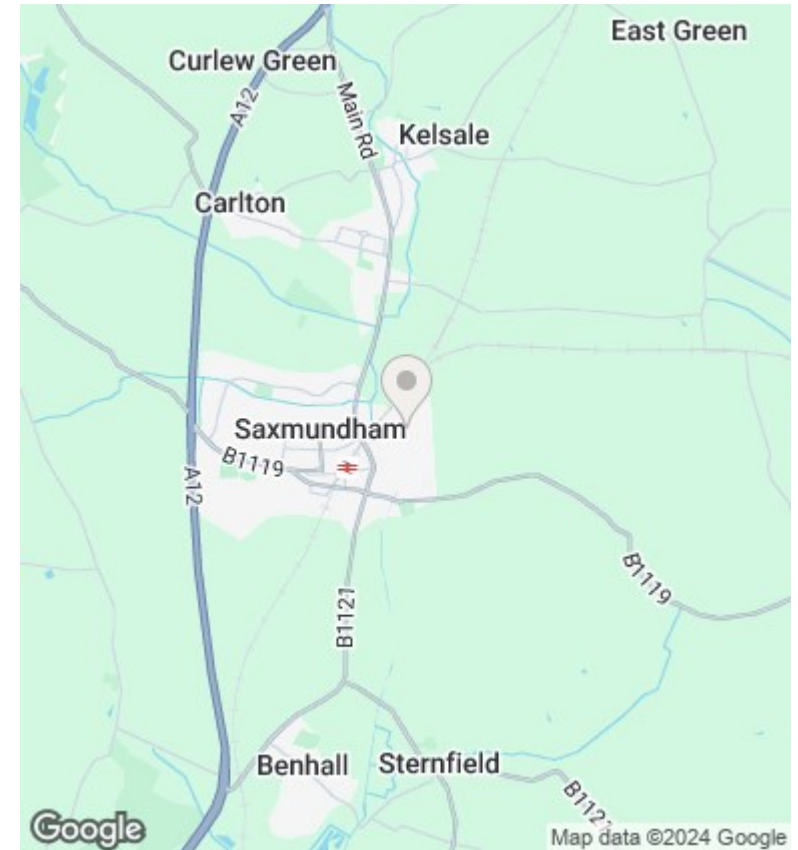 East Green
Curlew Green
A12
Main Rd
Kelsale
Carlton
Saxmundham
B1119
A12
B1119
B1121
Benhall
Sternfield
B1121
Google
Map data ©2024 Google